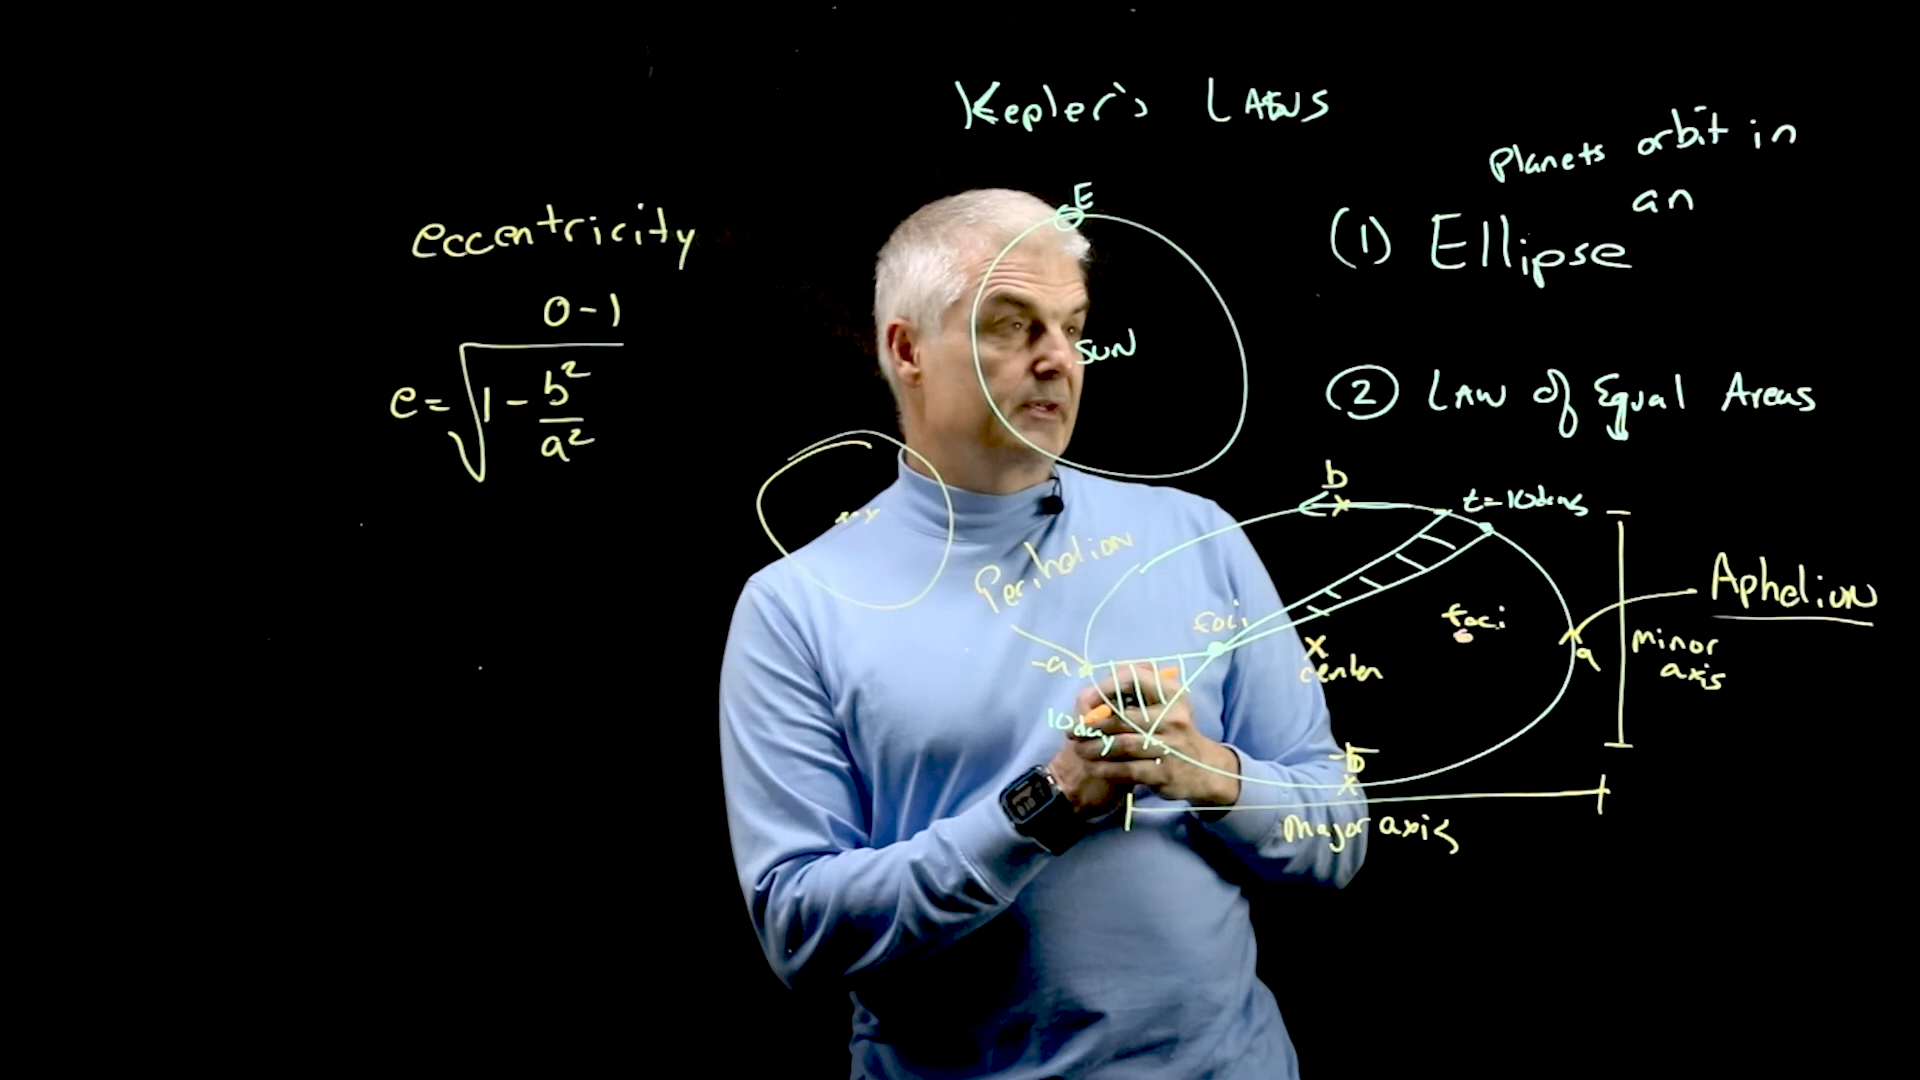 Kepler's LAWS
planets orbit in
an
(1) Ellipse
eccentricity
0-1
e=√1-b²/a²
E
SUN
② LAW of Equal Areas
b
t=10days
Perihelion
Aphelion
foci
foci
-a
x
center
a
minor
axis
10day
-b
x
major axis